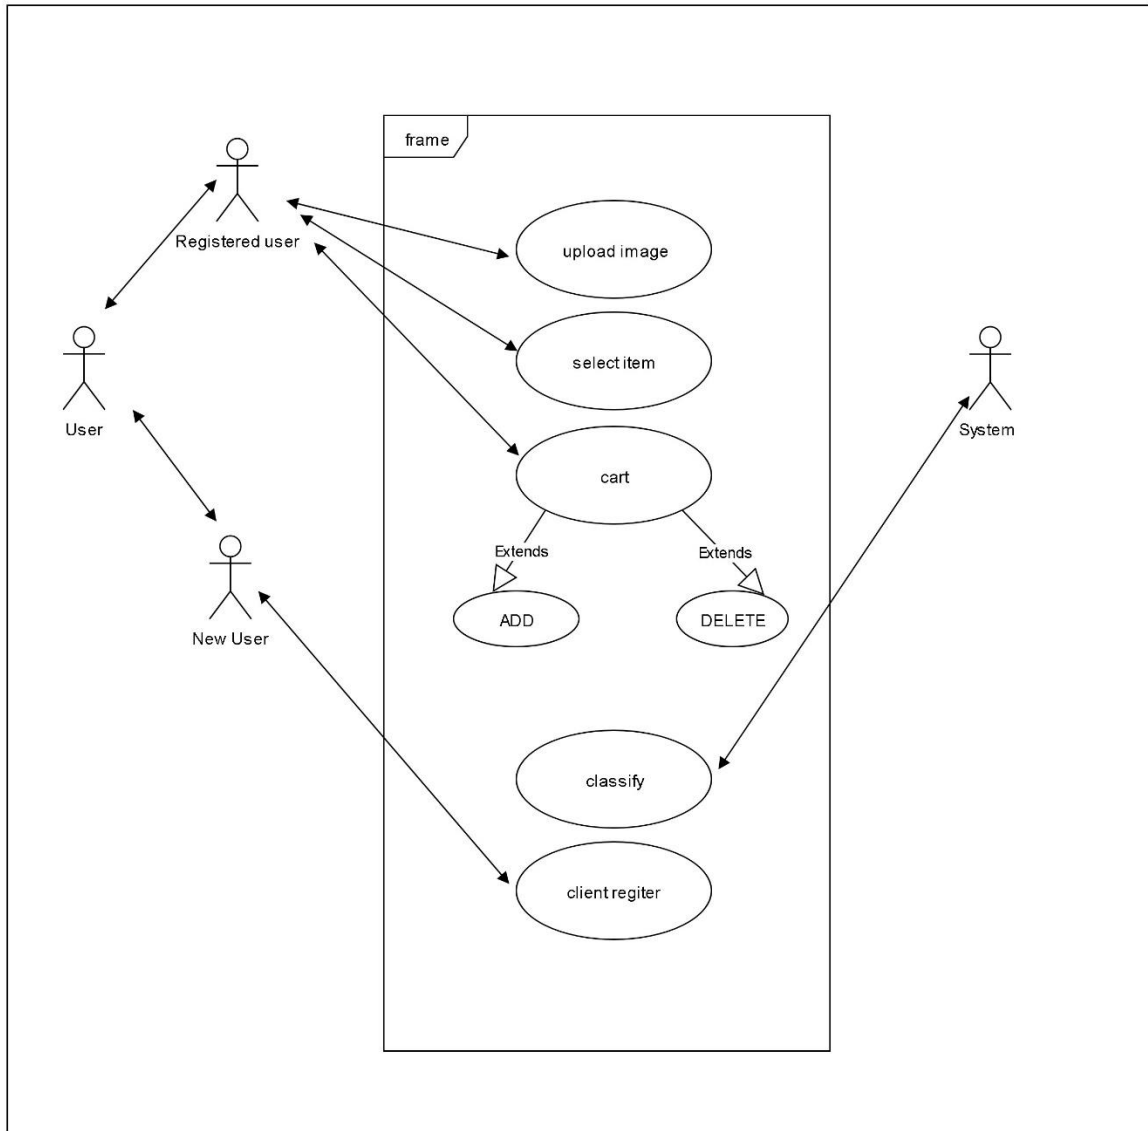 frame
Registered user
upload image
select item
User
System
cart
Extends
Extends
ADD
DELETE
New User
classify
client regiter